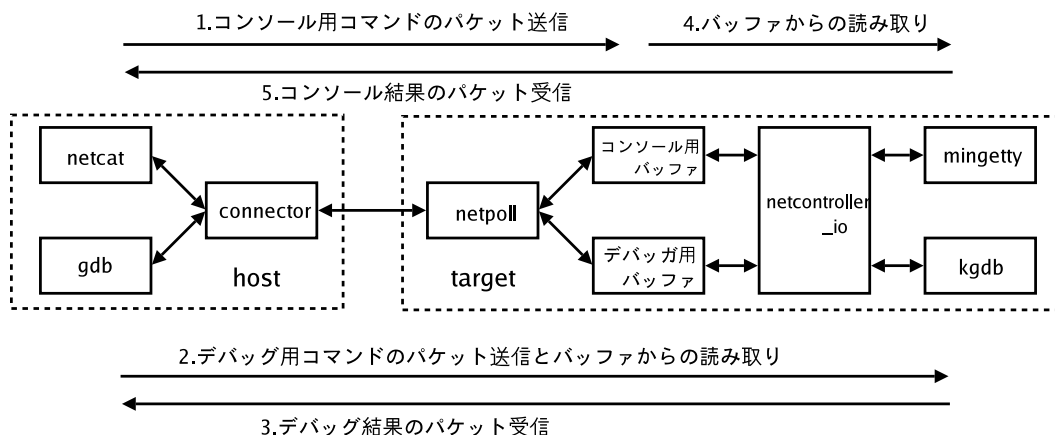 1.コンソール用コマンドのパケット送信
4.バッファからの読み取り
5.コンソール結果のパケット受信
netcat
gdb
connector
host
netpoll
target
コンソール用
バッファ
デバッガ用
バッファ
netcontroller
_io
mingetty
kgdb
2.デバッグ用コマンドのパケット送信とバッファからの読み取り
3.デバッグ結果のパケット受信